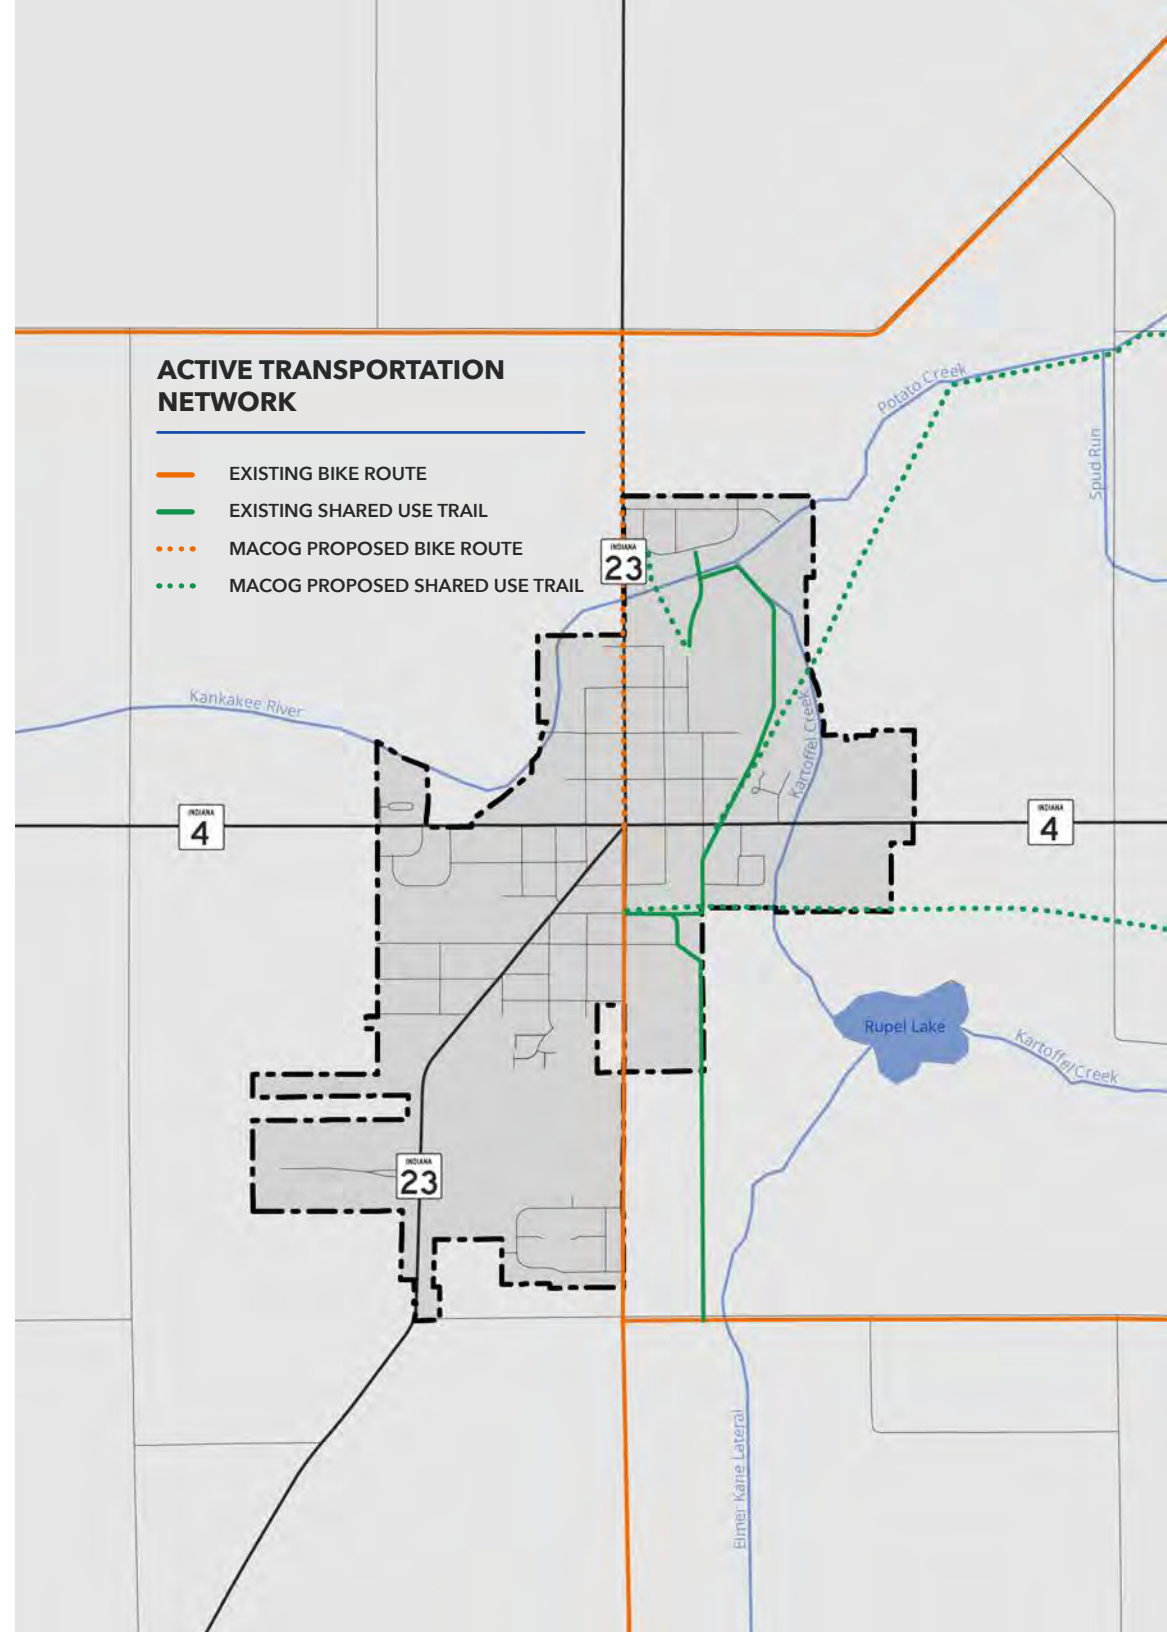 ACTIVE TRANSPORTATION
NETWORK
EXISTING BIKE ROUTE
EXISTING SHARED USE TRAIL
MACOG PROPOSED BIKE ROUTE
MACOG PROPOSED SHARED USE TRAIL
Potato Creek
Spud Run
INDIANA
23
Kankakee River
Kartoffel Creek
INDIANA
4
INDIANA
4
Rupel Lake
Kartoffel Creek
INDIANA
23
Elmer Kane Lateral